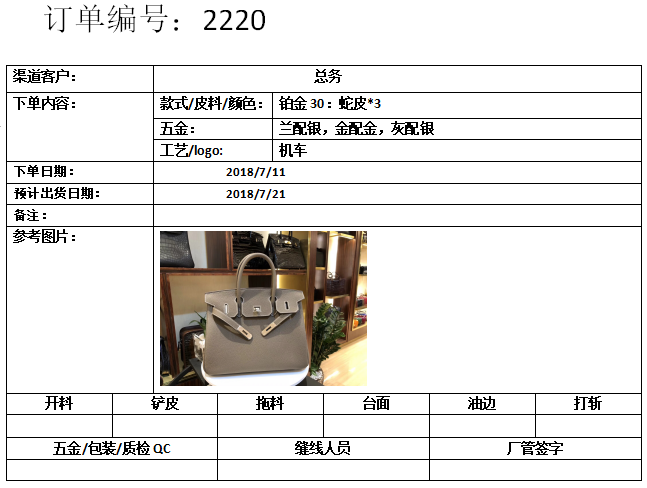 订单编号：2220
渠道客户： 总务
下单内容： 款式/皮料/颜色： 铂金 30：蛇皮*3
五金： 兰配银，金配金，灰配银
工艺/logo: 机车
下单日期： 2018/7/11
预计出货日期： 2018/7/21
备注：
参考图片：
开料 铲皮 拖料 台面 油边 打斩
五金/包装/质检 QC 缝线人员 厂管签字